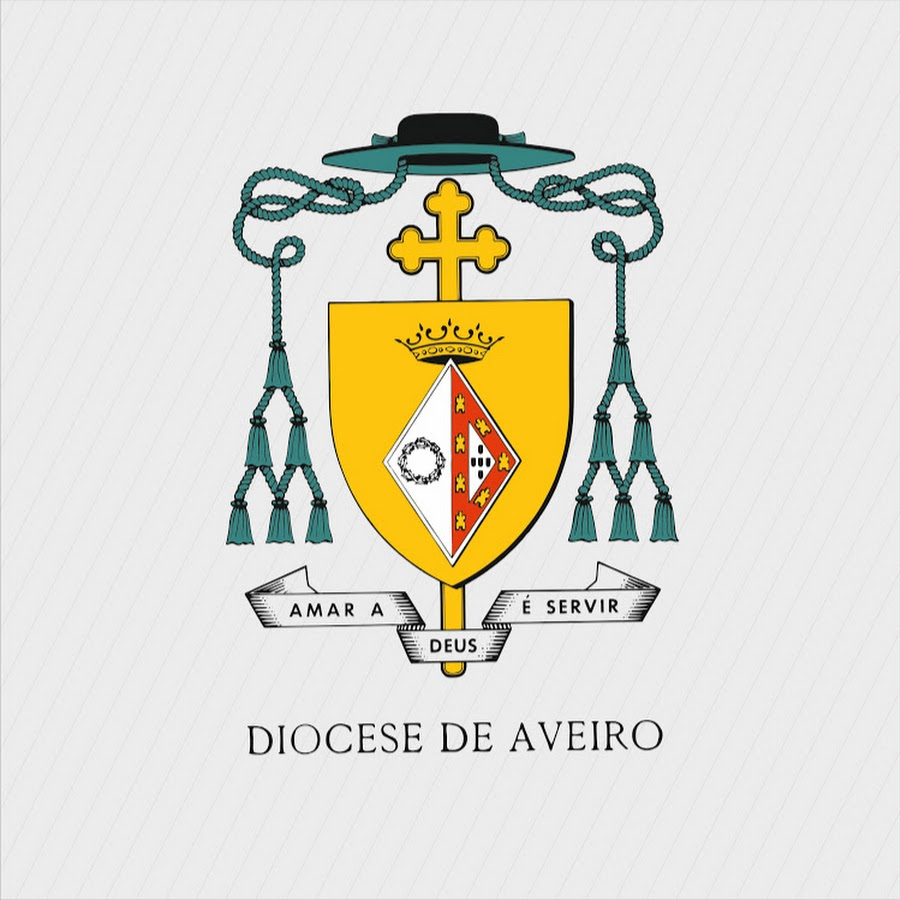 AMAR A
DEUS
É SERVIR
DIOCESE DE AVEIRO